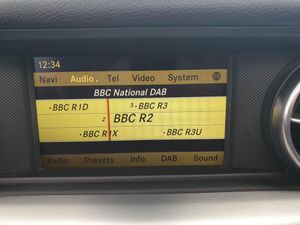 12:34
Navi Audio Tel Video System
BBC National DAB
BBC R1D 3 BBC R3
2 BBC R2
BBC R1X BBC R3U
Radio Presets Info DAB Sound